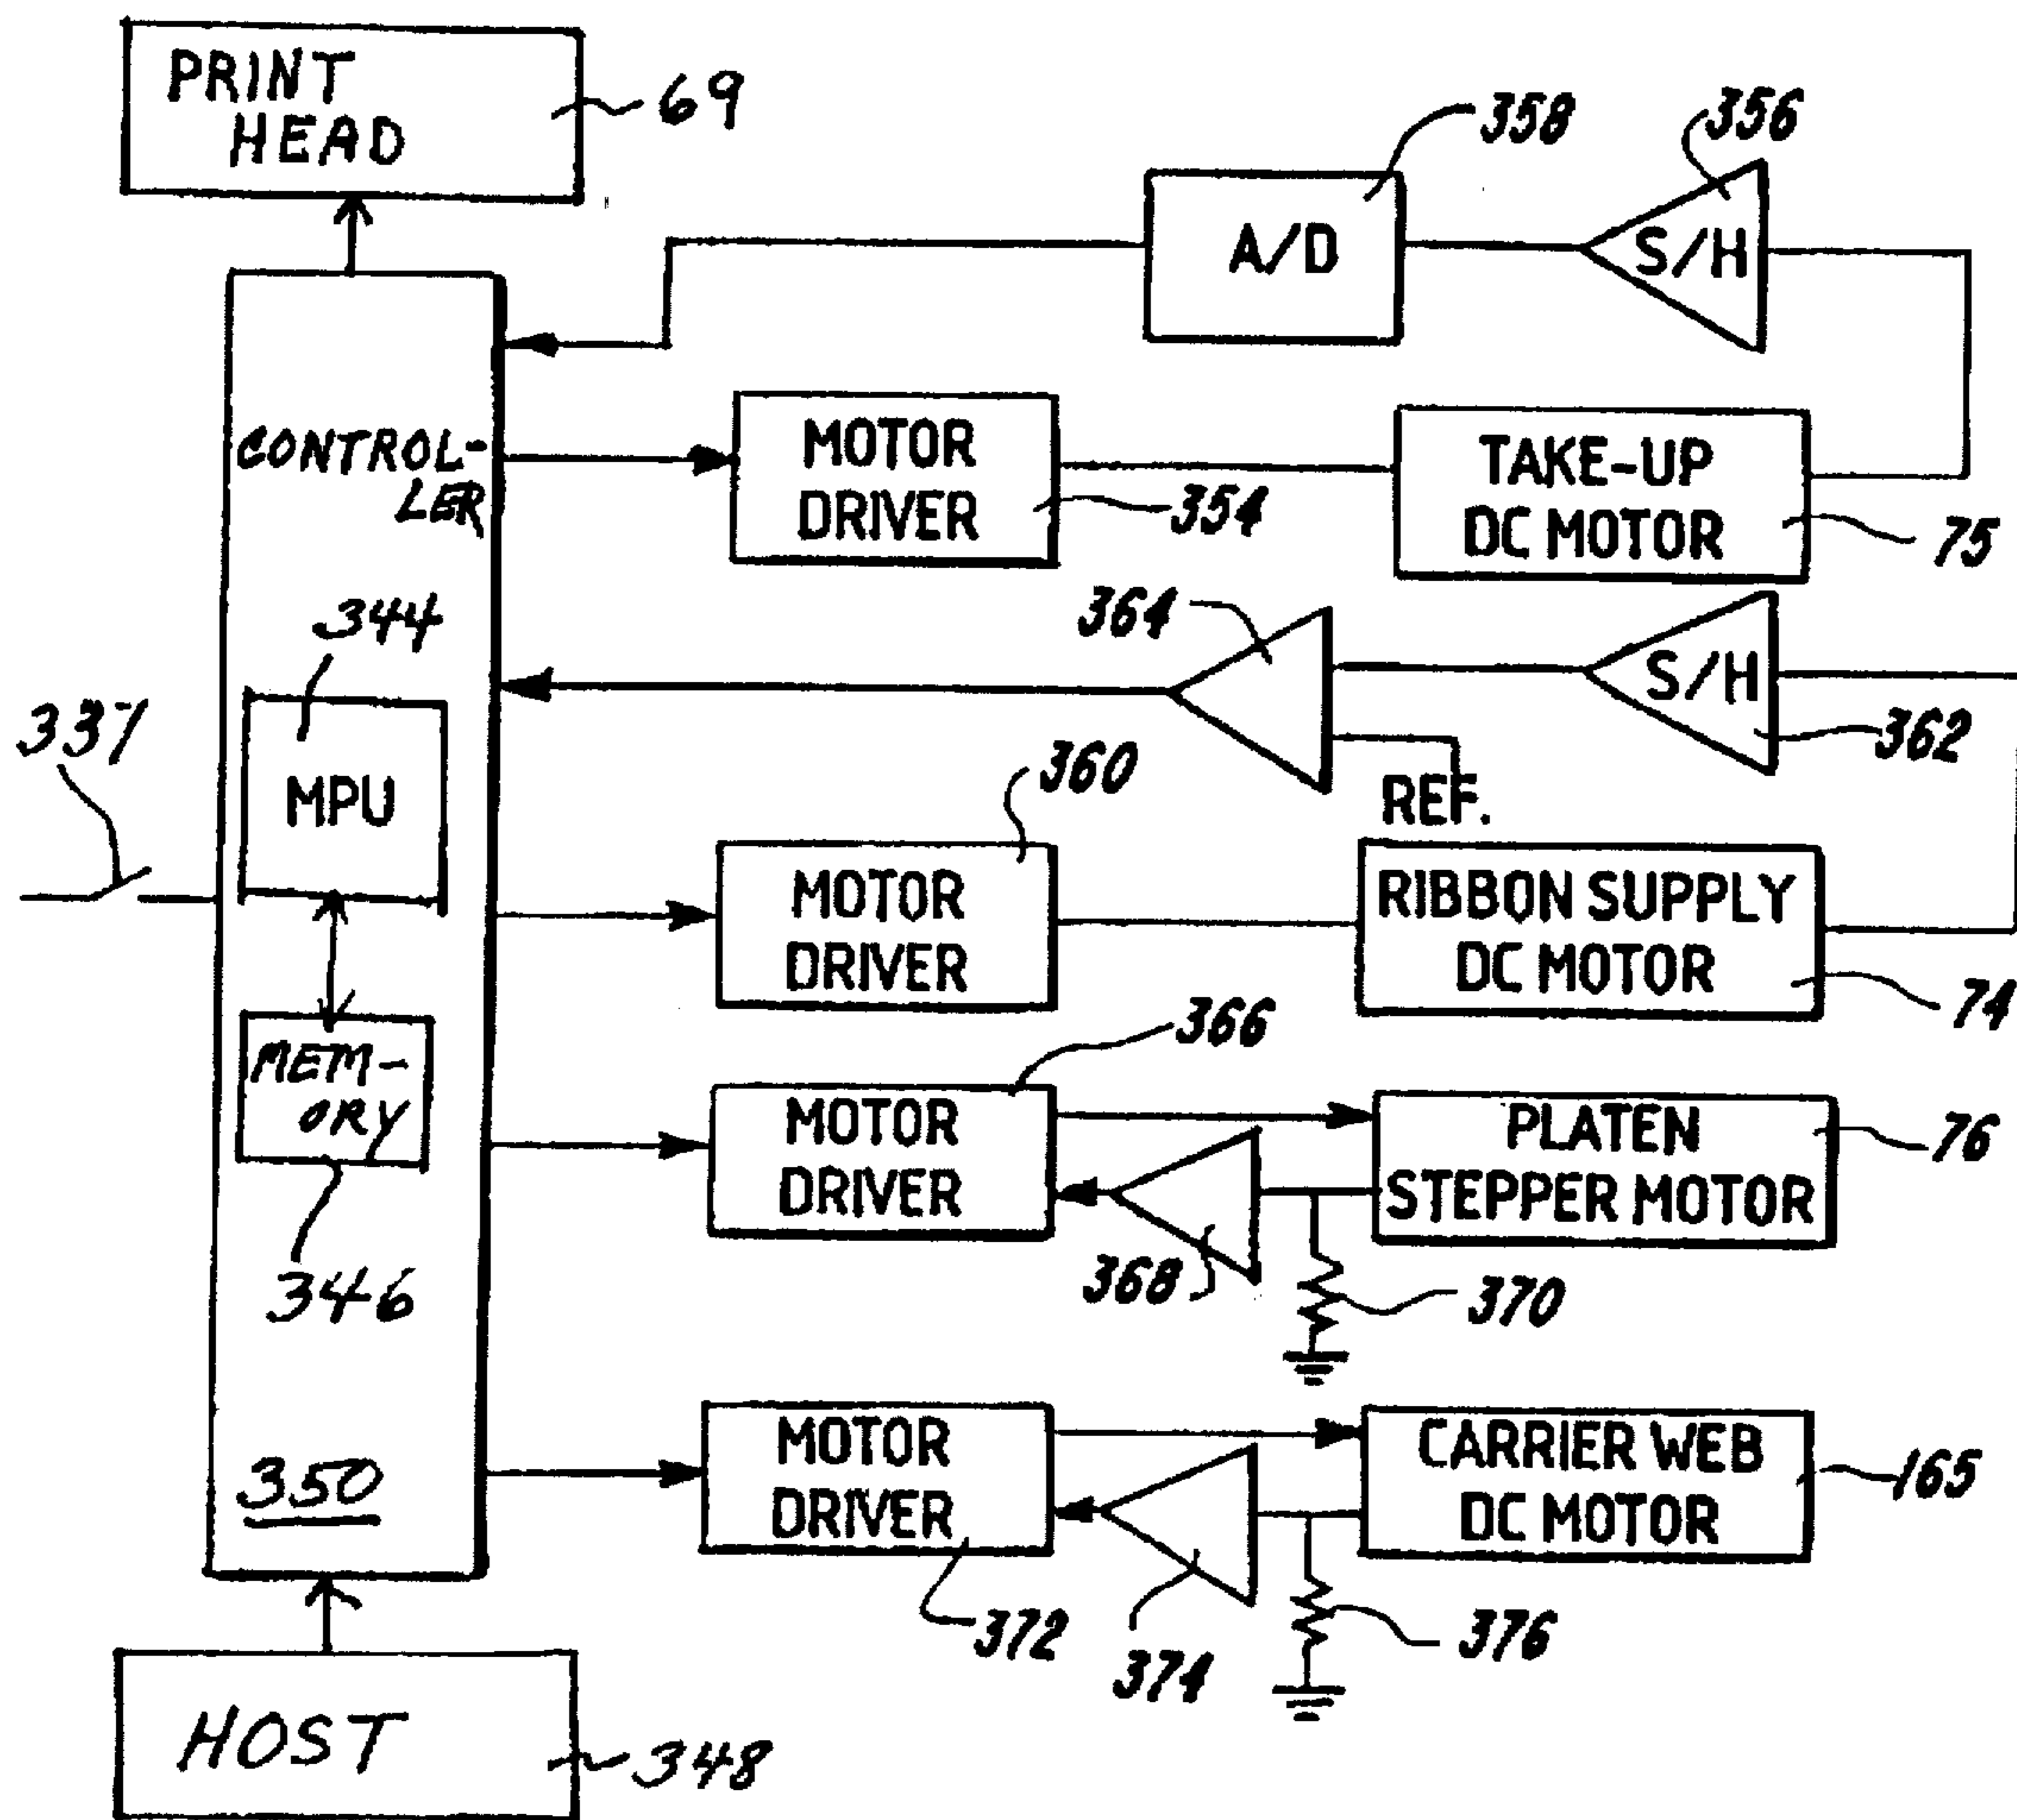 PRINT
HEAD
69
358
356
A/D
S/H
CONTROL-
LER
MOTOR
DRIVER
354
TAKE-UP
DC MOTOR
75
344
364
S/H
362
337
MPU
360
REF.
MOTOR
DRIVER
RIBBON SUPPLY
DC MOTOR
74
MEM-
ORY
346
366
MOTOR
DRIVER
368
370
PLATEN
STEPPER MOTOR
76
350
MOTOR
DRIVER
372
374
376
CARRIER WEB
DC MOTOR
165
HOST
348